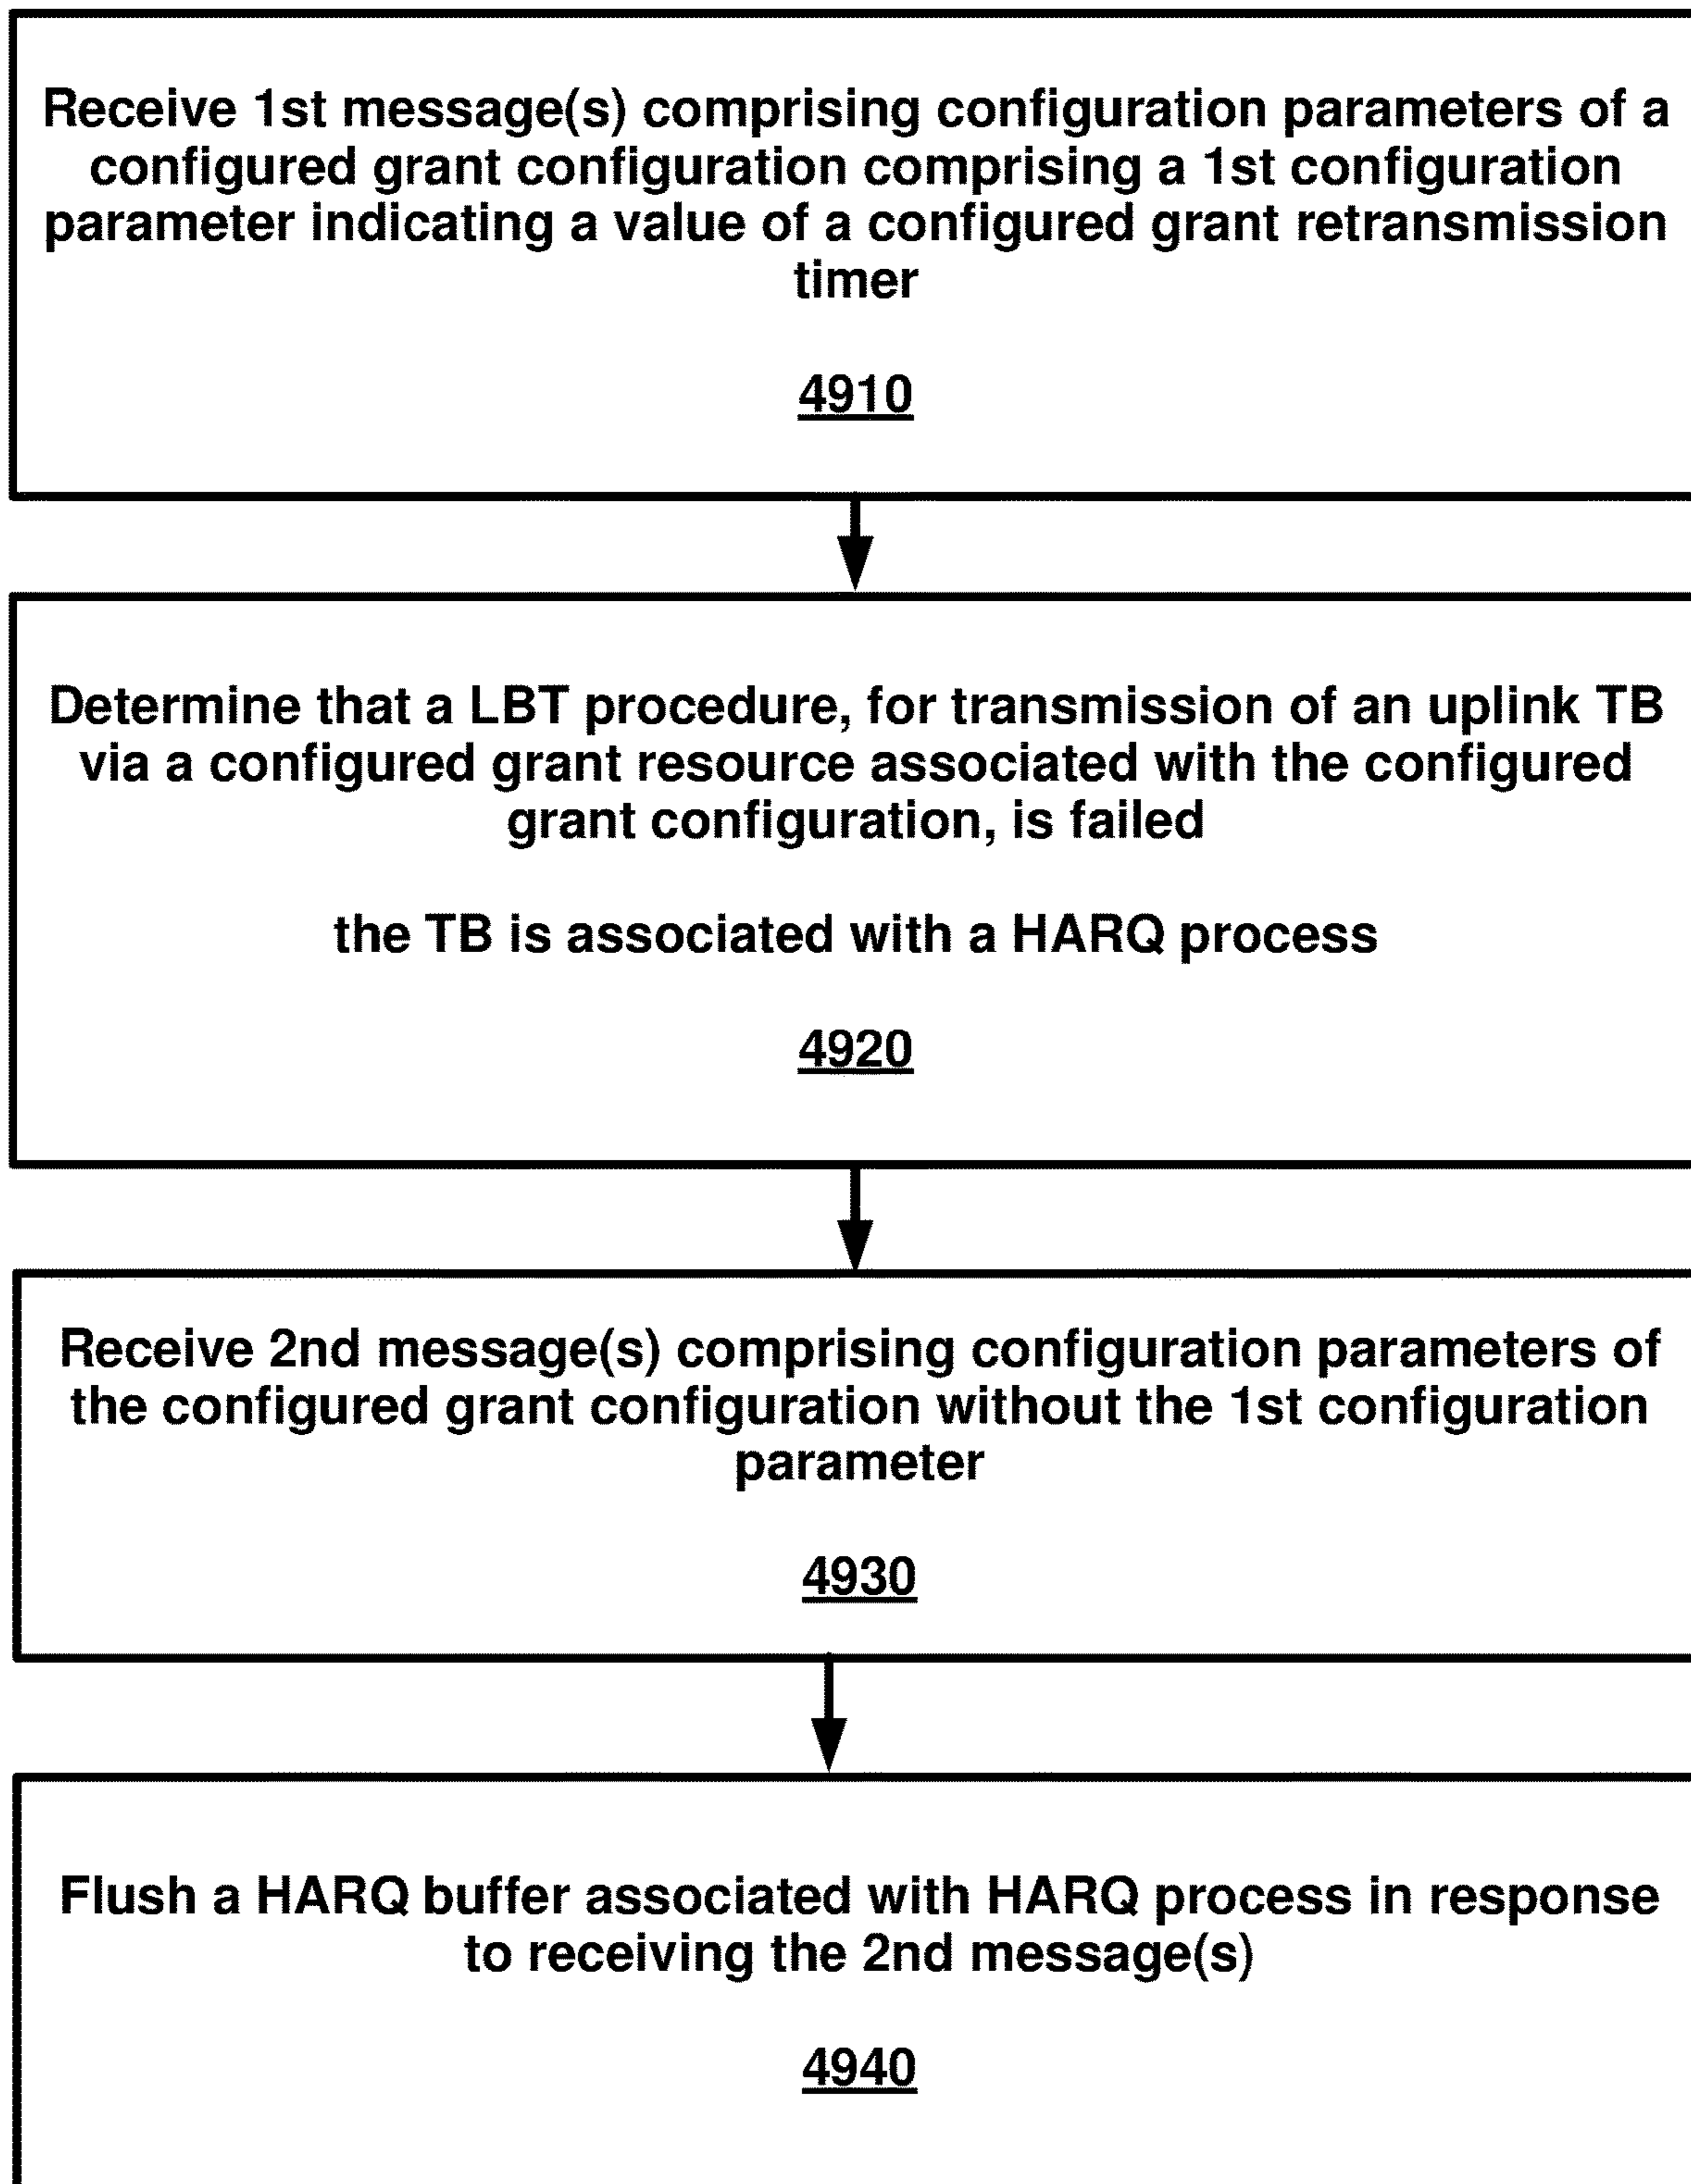 Receive 1st message(s) comprising configuration parameters of a
configured grant configuration comprising a 1st configuration
parameter indicating a value of a configured grant retransmission
timer
4910
Determine that a LBT procedure, for transmission of an uplink TB
via a configured grant resource associated with the configured
grant configuration, is failed
the TB is associated with a HARQ process
4920
Receive 2nd message(s) comprising configuration parameters of
the configured grant configuration without the 1st configuration
parameter
4930
Flush a HARQ buffer associated with HARQ process in response
to receiving the 2nd message(s)
4940